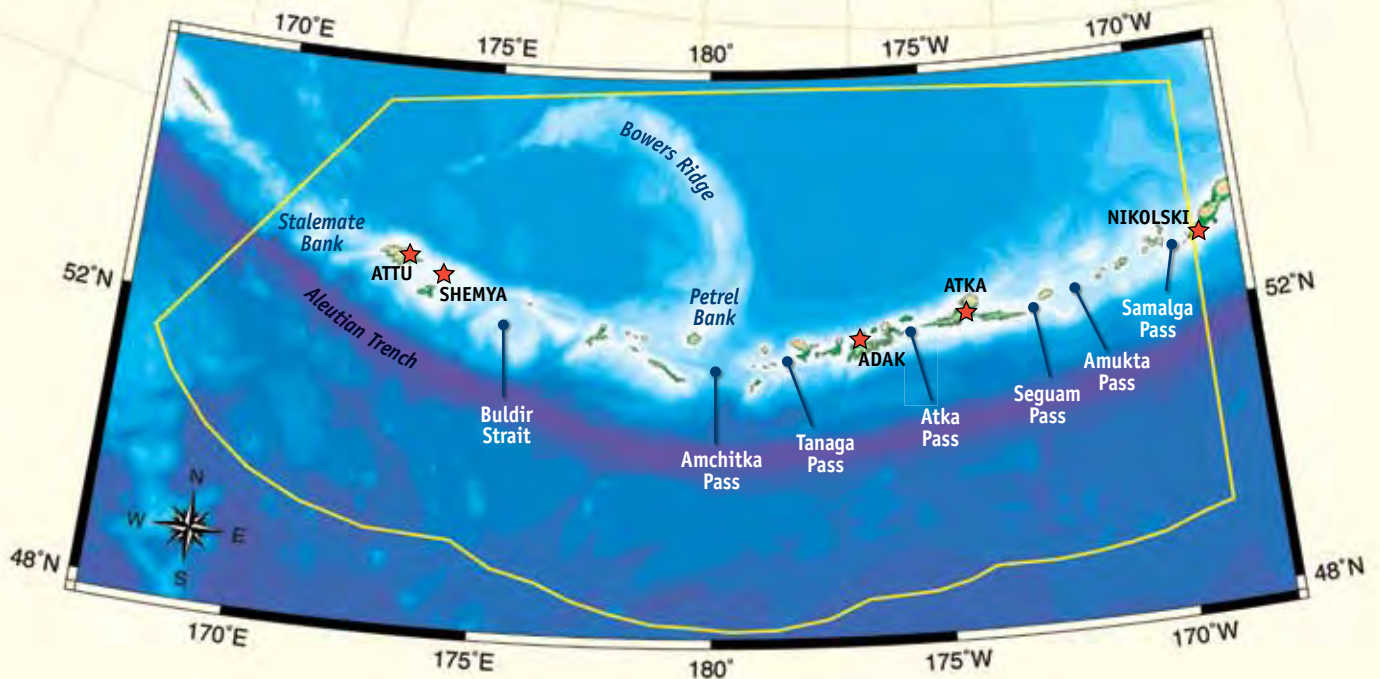 170°E
175°E
180°
175°W
170°W
Bowers Ridge
Stalemate
Bank
NIKOLSKI
52°N
ATTU
SHEMYA
Aleutian Trench
Petrel
Bank
ATKA
52°N
Samalga
Pass
ADAK
Amukta
Pass
Seguam
Pass
Buldir
Strait
Atka
Pass
Tanaga
Pass
Amchitka
Pass
N
W
E
S
48°N
48°N
170°E
175°E
180°
175°W
170°W